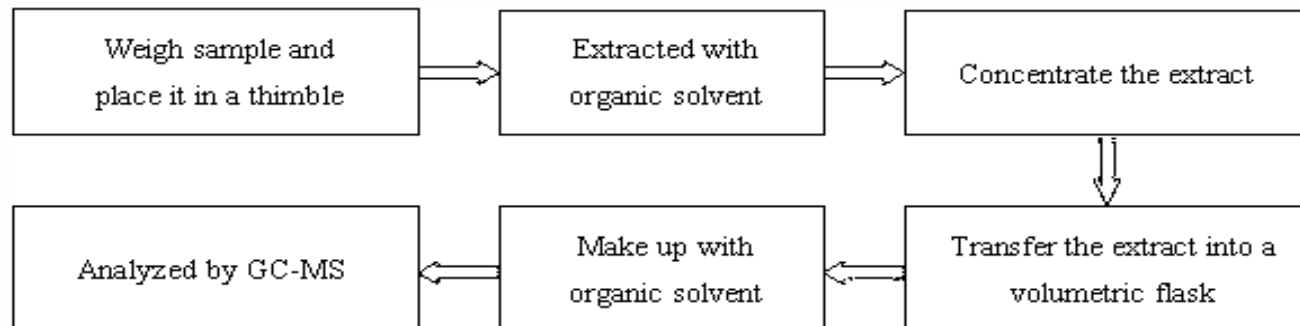 Weigh sample and
place it in a thimble
Extracted with
organic solvent
Concentrate the extract
Transfer the extract into a
volumetric flask
Make up with
organic solvent
Analyzed by GC-MS